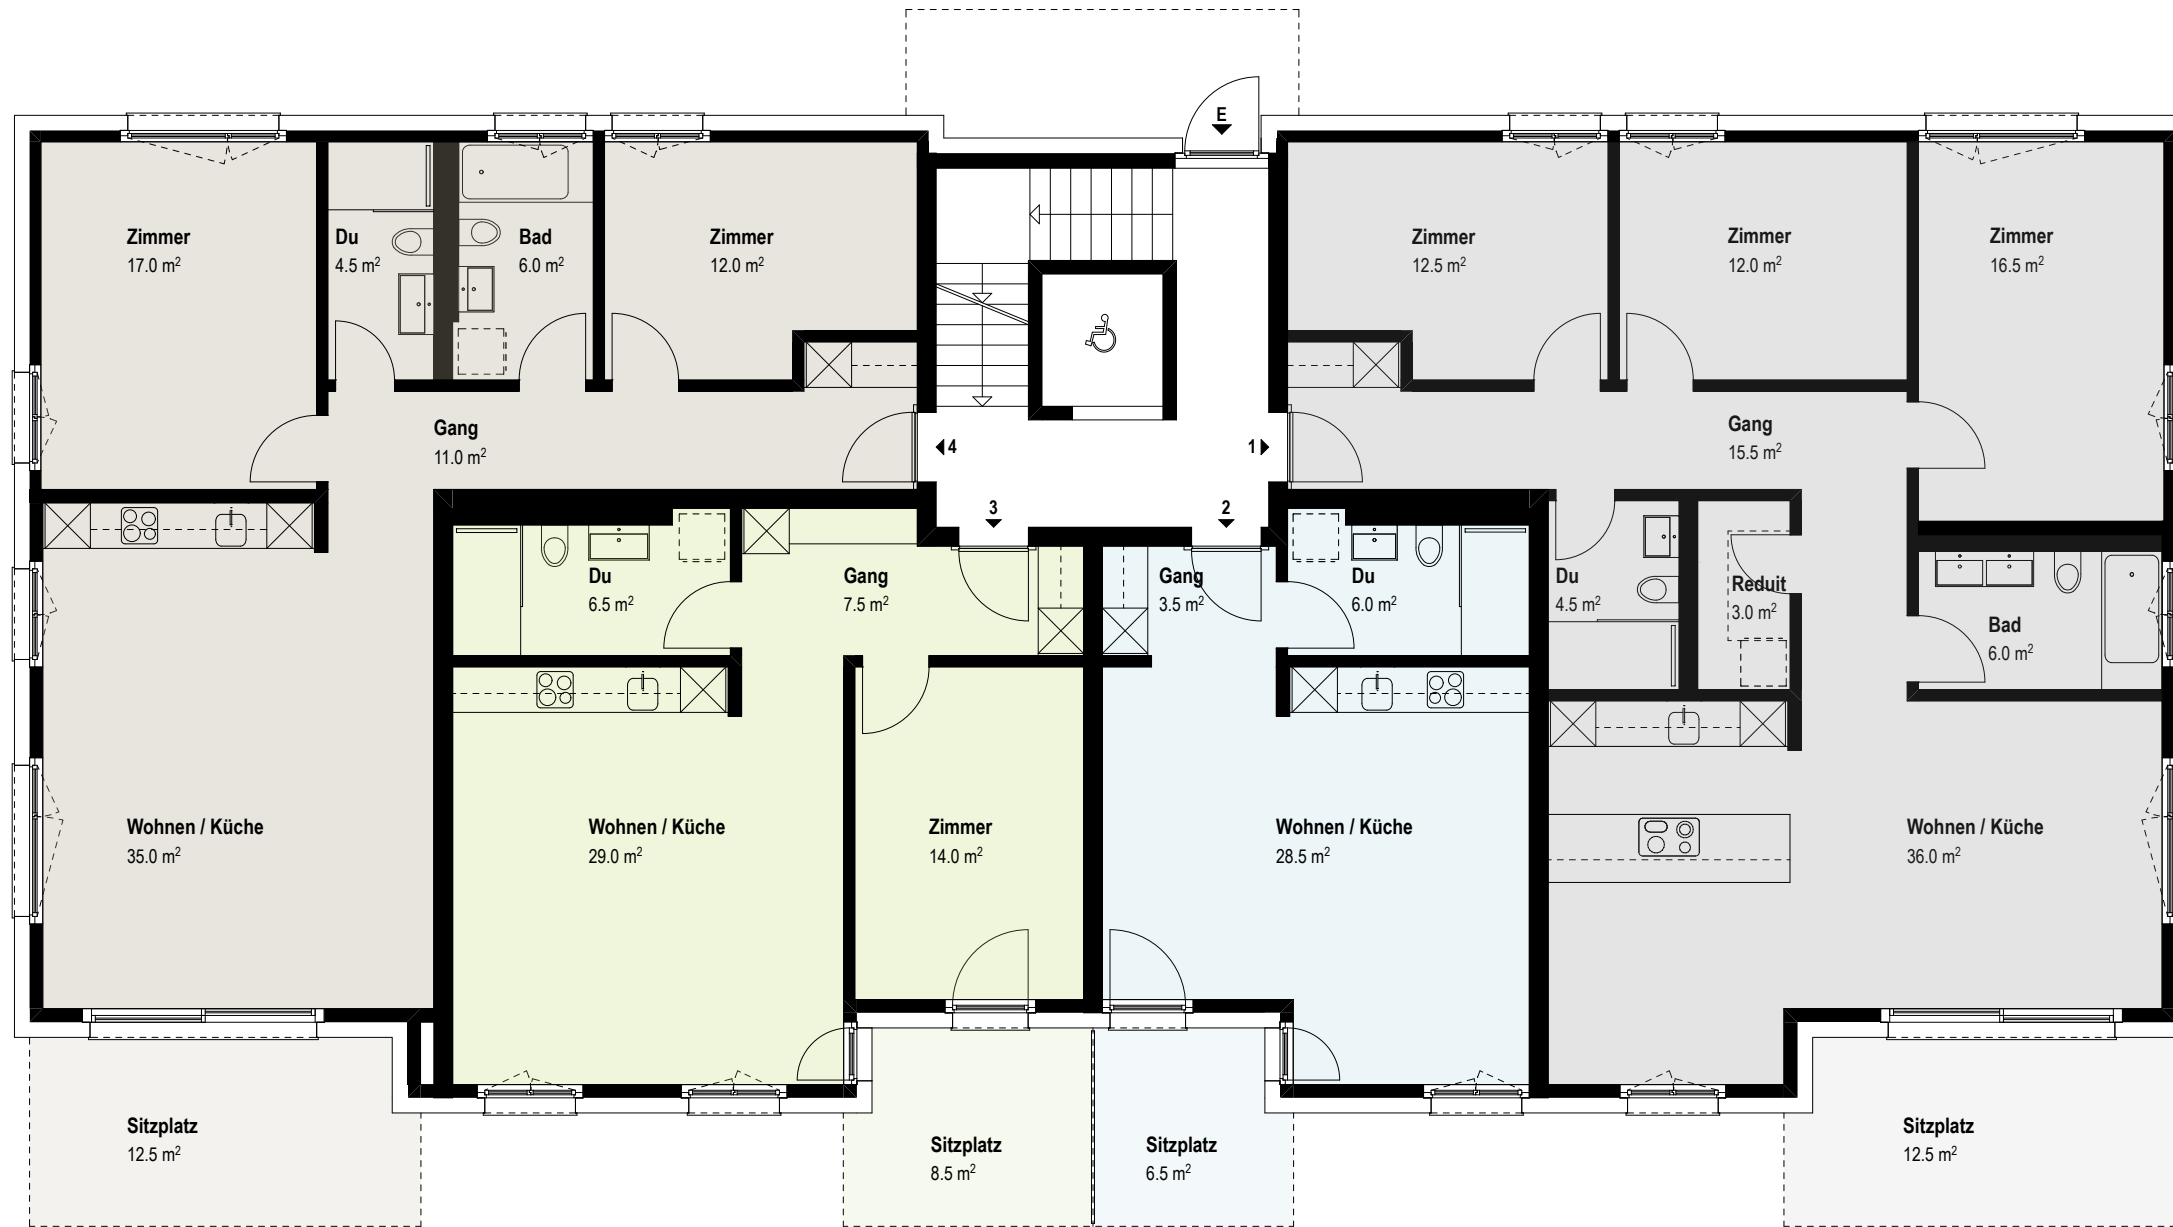 E
Zimmer
17.0 m²
Du
4.5 m²
Bad
6.0 m²
Zimmer
12.0 m²
Zimmer
12.5 m²
Zimmer
12.0 m²
Zimmer
16.5 m²
Gang
11.0 m²
4
1
Gang
15.5 m²
3
2
Du
6.5 m²
Gang
7.5 m²
Gang
3.5 m²
Du
6.0 m²
Du
4.5 m²
Reduit
3.0 m²
Bad
6.0 m²
Wohnen / Küche
35.0 m²
Wohnen / Küche
29.0 m²
Zimmer
14.0 m²
Wohnen / Küche
28.5 m²
Wohnen / Küche
36.0 m²
Sitzplatz
12.5 m²
Sitzplatz
8.5 m²
Sitzplatz
6.5 m²
Sitzplatz
12.5 m²